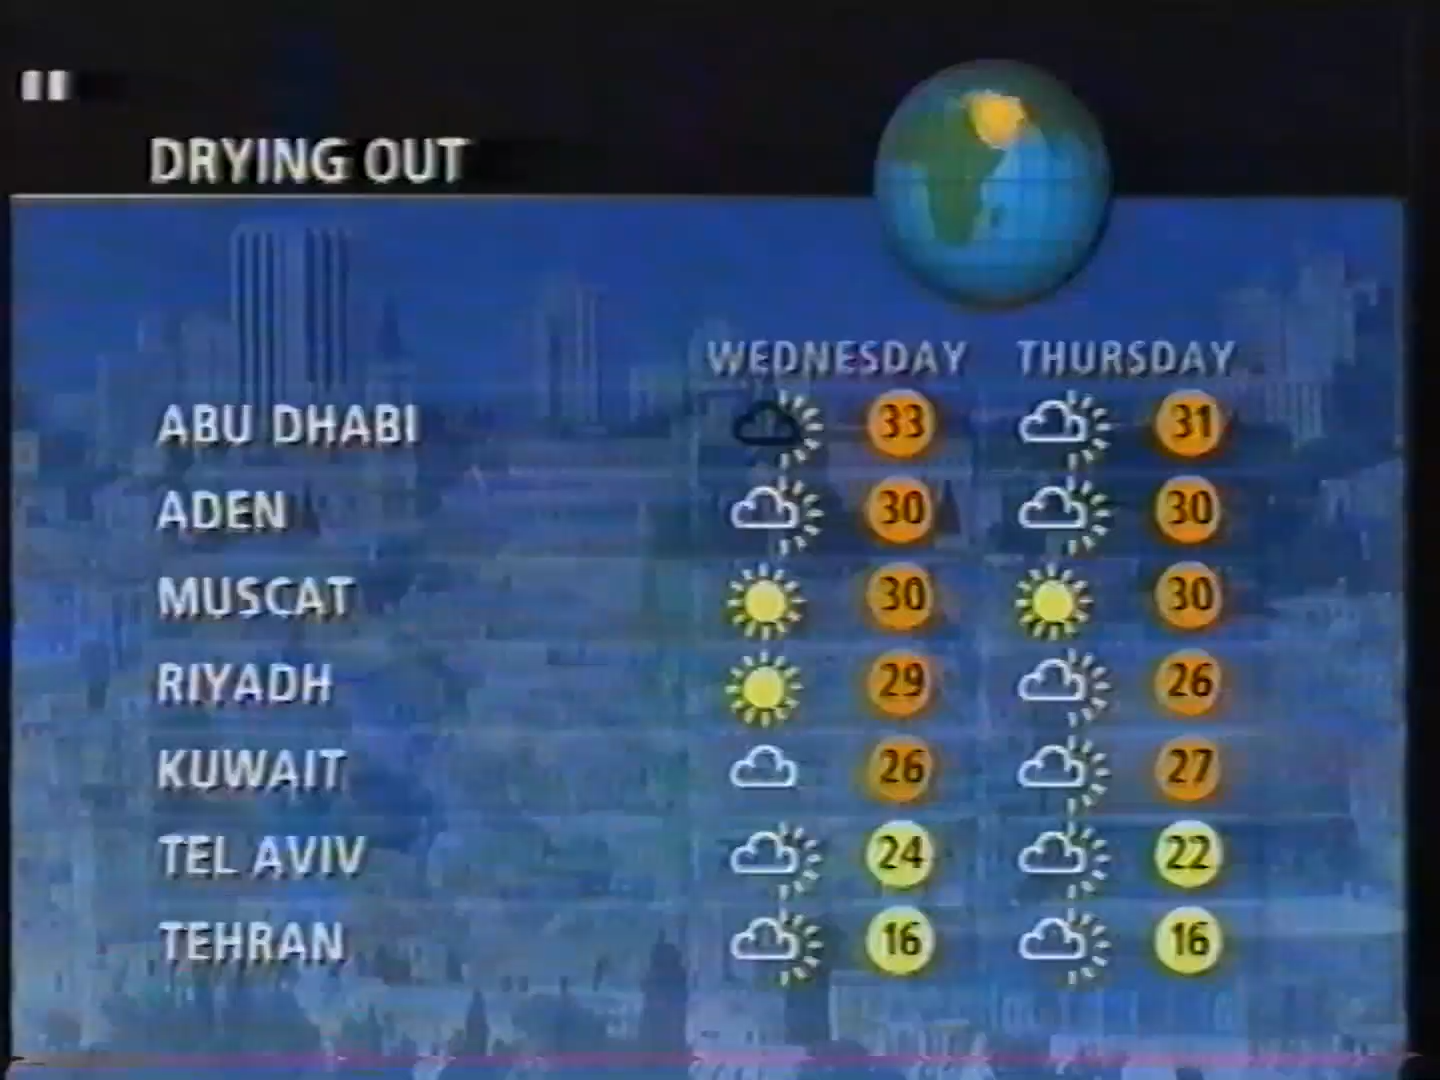 DRYING OUT
WEDNESDAY THURSDAY
ABU DHABI 33 31
ADEN 30 30
MUSCAT 30 30
RIYADH 29 26
KUWAIT 26 27
TEL AVIV 24 22
TEHRAN 16 16